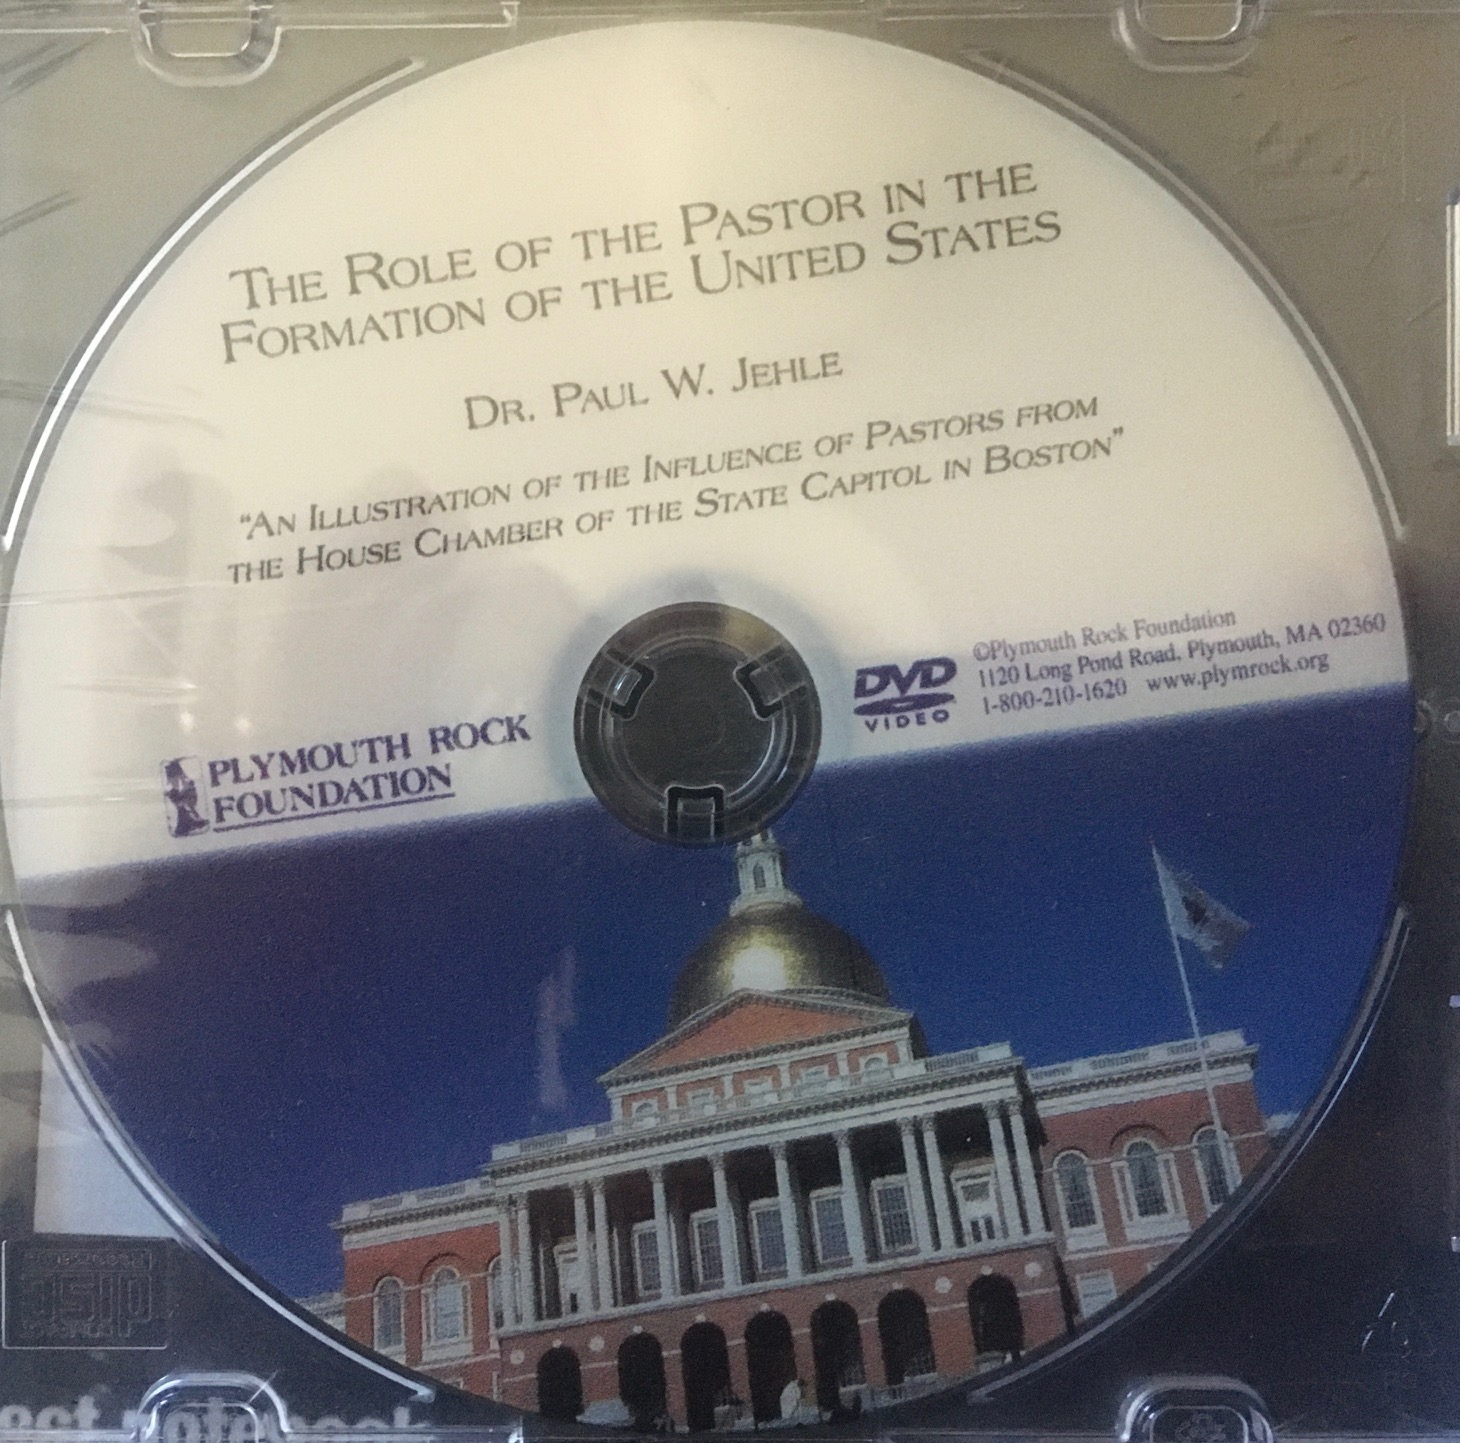 THE ROLE OF THE PASTOR IN THE
FORMATION OF THE UNITED STATES
DR. PAUL W. JEHLE
"AN ILLUSTRATION OF THE INFLUENCE OF PASTORS FROM
THE HOUSE CHAMBER OF THE STATE CAPITOL IN BOSTON"
PLYMOUTH ROCK
FOUNDATION
DVD
VIDEO
©Plymouth Rock Foundation
1120 Long Pond Road, Plymouth, MA 02360
1-800-210-1620 www.plymrock.org